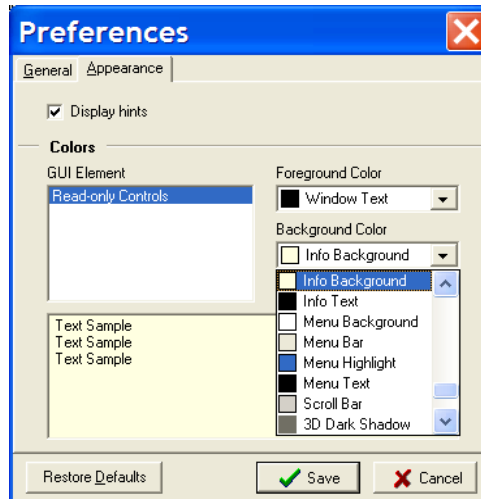 Preferences
General Appearance
Display hints
Colors
GUI Element
Read-only Controls
Foreground Color
Window Text
Background Color
Info Background
Info Background
Info Text
Menu Background
Menu Bar
Menu Highlight
Menu Text
Scroll Bar
3D Dark Shadow
Text Sample
Text Sample
Text Sample
Restore Defaults Save Cancel